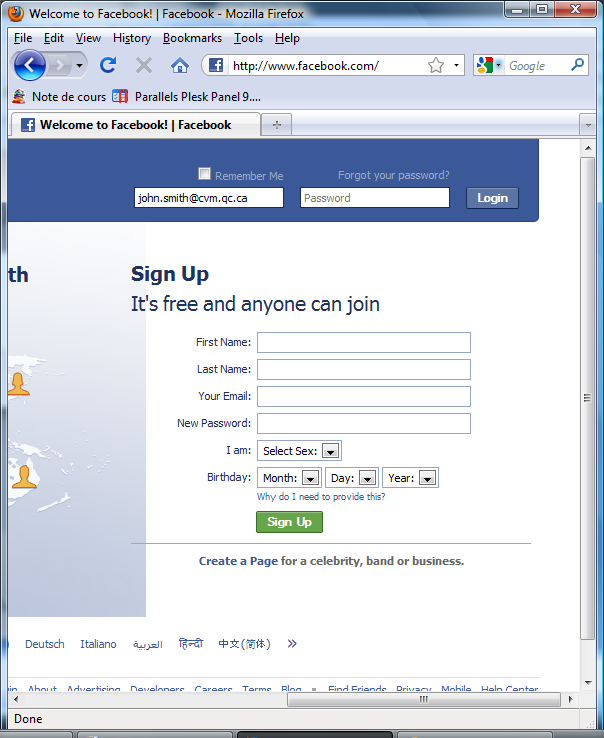 Welcome to Facebook! | Facebook - Mozilla Firefox
File Edit View History Bookmarks Tools Help
http://www.facebook.com/ Google
Note de cours Parallels Plesk Panel 9....
Welcome to Facebook! | Facebook
Remember Me Forgot your password?
john.smith@cvm.qc.ca Password Login
th
Sign Up
It's free and anyone can join
First Name:
Last Name:
Your Email:
New Password:
I am: Select Sex:
Birthday: Month: Day: Year:
Why do I need to provide this?
Sign Up
Create a Page for a celebrity, band or business.
Deutsch Italiano العربية हिन्दी 中文(简体) »
About Advertising Developers Careers Terms Blog Find Friends Privacy Mobile Help Center
Done